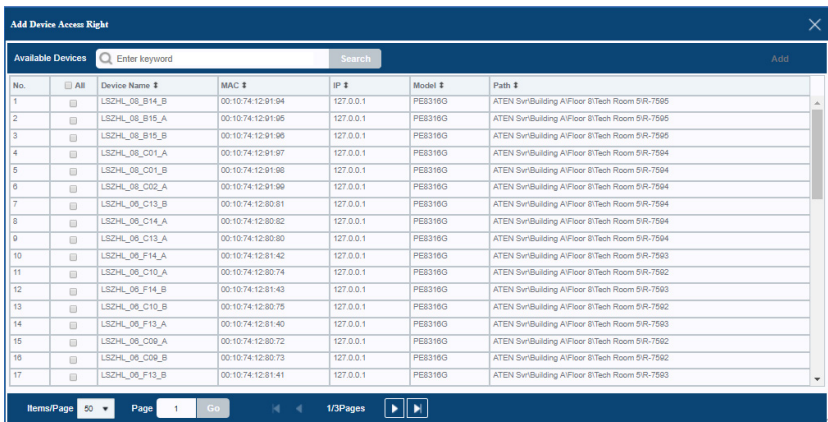 Add Device Access Right
Available Devices Enter keyword Search Add
No. All Device Name MAC IP Model Path
1 LSZHL_08_B14_B 00:10:74:12:91:94 127.0.0.1 PE8316G ATEN Svr\Building A\Floor 8\Tech Room 5\R-7595
2 LSZHL_08_B15_A 00:10:74:12:91:95 127.0.0.1 PE8316G ATEN Svr\Building A\Floor 8\Tech Room 5\R-7595
3 LSZHL_08_B15_B 00:10:74:12:91:96 127.0.0.1 PE8316G ATEN Svr\Building A\Floor 8\Tech Room 5\R-7595
4 LSZHL_08_C01_A 00:10:74:12:91:97 127.0.0.1 PE8316G ATEN Svr\Building A\Floor 8\Tech Room 5\R-7594
5 LSZHL_08_C01_B 00:10:74:12:91:98 127.0.0.1 PE8316G ATEN Svr\Building A\Floor 8\Tech Room 5\R-7594
6 LSZHL_08_C02_A 00:10:74:12:91:99 127.0.0.1 PE8316G ATEN Svr\Building A\Floor 8\Tech Room 5\R-7594
7 LSZHL_06_C13_B 00:10:74:12:80:81 127.0.0.1 PE8316G ATEN Svr\Building A\Floor 8\Tech Room 5\R-7594
8 LSZHL_06_C14_A 00:10:74:12:80:82 127.0.0.1 PE8316G ATEN Svr\Building A\Floor 8\Tech Room 5\R-7594
9 LSZHL_06_C13_A 00:10:74:12:80:80 127.0.0.1 PE8316G ATEN Svr\Building A\Floor 8\Tech Room 5\R-7594
10 LSZHL_06_F14_A 00:10:74:12:81:42 127.0.0.1 PE8316G ATEN Svr\Building A\Floor 8\Tech Room 5\R-7593
11 LSZHL_06_C10_A 00:10:74:12:80:74 127.0.0.1 PE8316G ATEN Svr\Building A\Floor 8\Tech Room 5\R-7592
12 LSZHL_06_F14_B 00:10:74:12:81:43 127.0.0.1 PE8316G ATEN Svr\Building A\Floor 8\Tech Room 5\R-7593
13 LSZHL_06_C10_B 00:10:74:12:80:75 127.0.0.1 PE8316G ATEN Svr\Building A\Floor 8\Tech Room 5\R-7592
14 LSZHL_06_F13_A 00:10:74:12:81:40 127.0.0.1 PE8316G ATEN Svr\Building A\Floor 8\Tech Room 5\R-7593
15 LSZHL_06_C09_A 00:10:74:12:80:72 127.0.0.1 PE8316G ATEN Svr\Building A\Floor 8\Tech Room 5\R-7592
16 LSZHL_06_C09_B 00:10:74:12:80:73 127.0.0.1 PE8316G ATEN Svr\Building A\Floor 8\Tech Room 5\R-7592
17 LSZHL_06_F13_B 00:10:74:12:81:41 127.0.0.1 PE8316G ATEN Svr\Building A\Floor 8\Tech Room 5\R-7593
Items/Page 50 Page 1 Go 1/3Pages